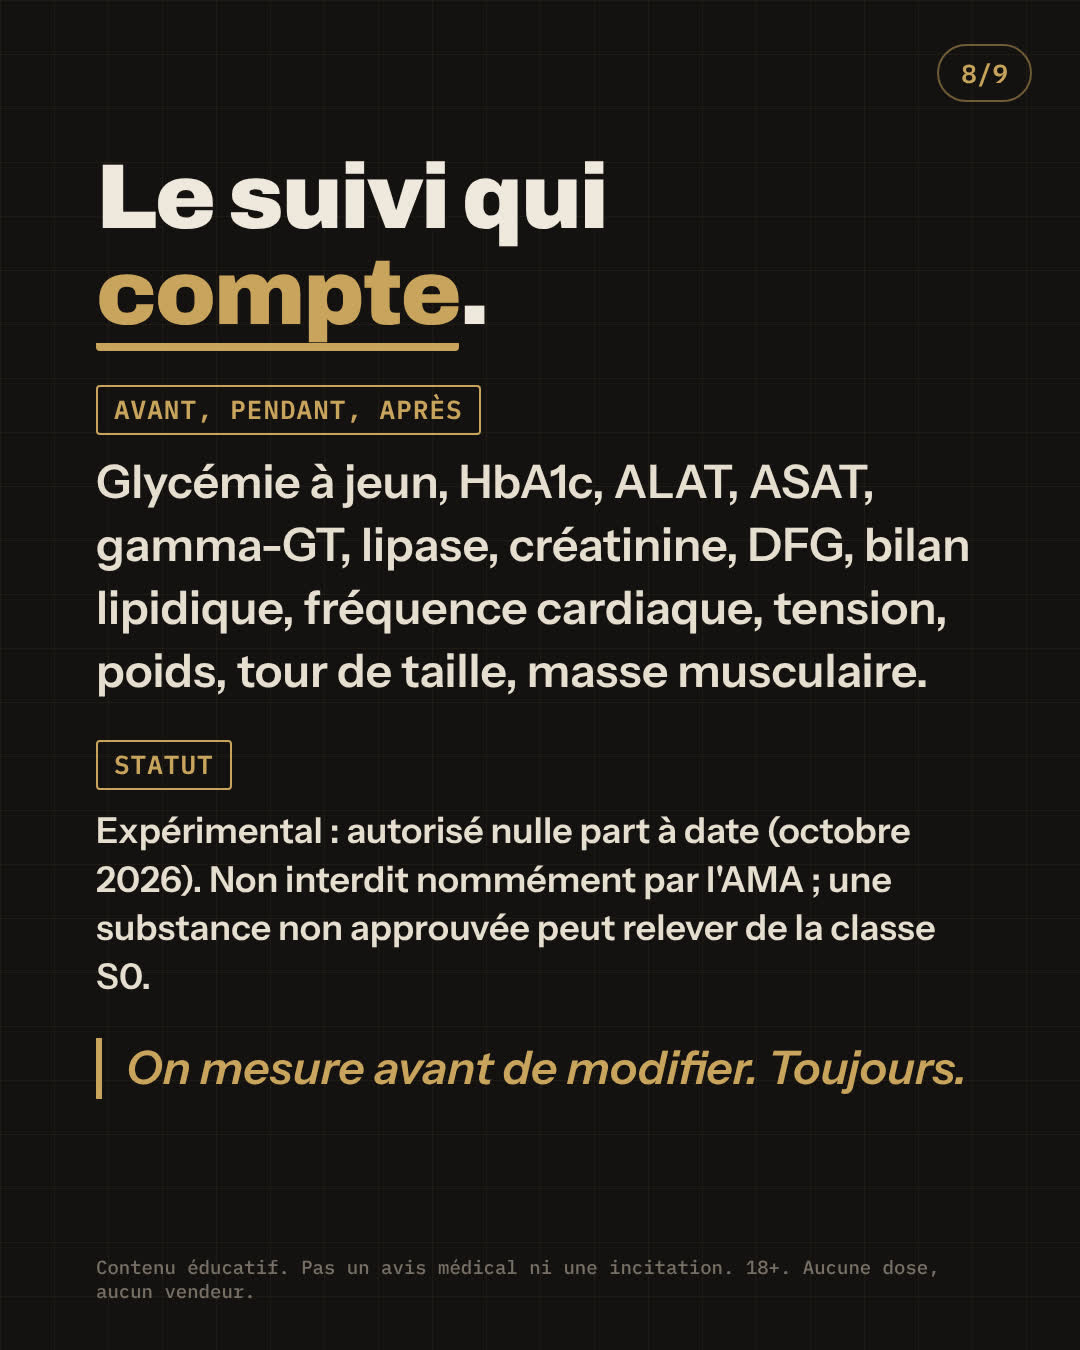 8/9
Le suivi qui
compte.
AVANT, PENDANT, APRÈS
Glycémie à jeun, HbA1c, ALAT, ASAT,
gamma-GT, lipase, créatinine, DFG, bilan
lipidique, fréquence cardiaque, tension,
poids, tour de taille, masse musculaire.
STATUT
Expérimental : autorisé nulle part à date (octobre
2026). Non interdit nommément par l'AMA ; une
substance non approuvée peut relever de la classe
S0.
On mesure avant de modifier. Toujours.
Contenu éducatif. Pas un avis médical ni une incitation. 18+. Aucune dose,
aucun vendeur.